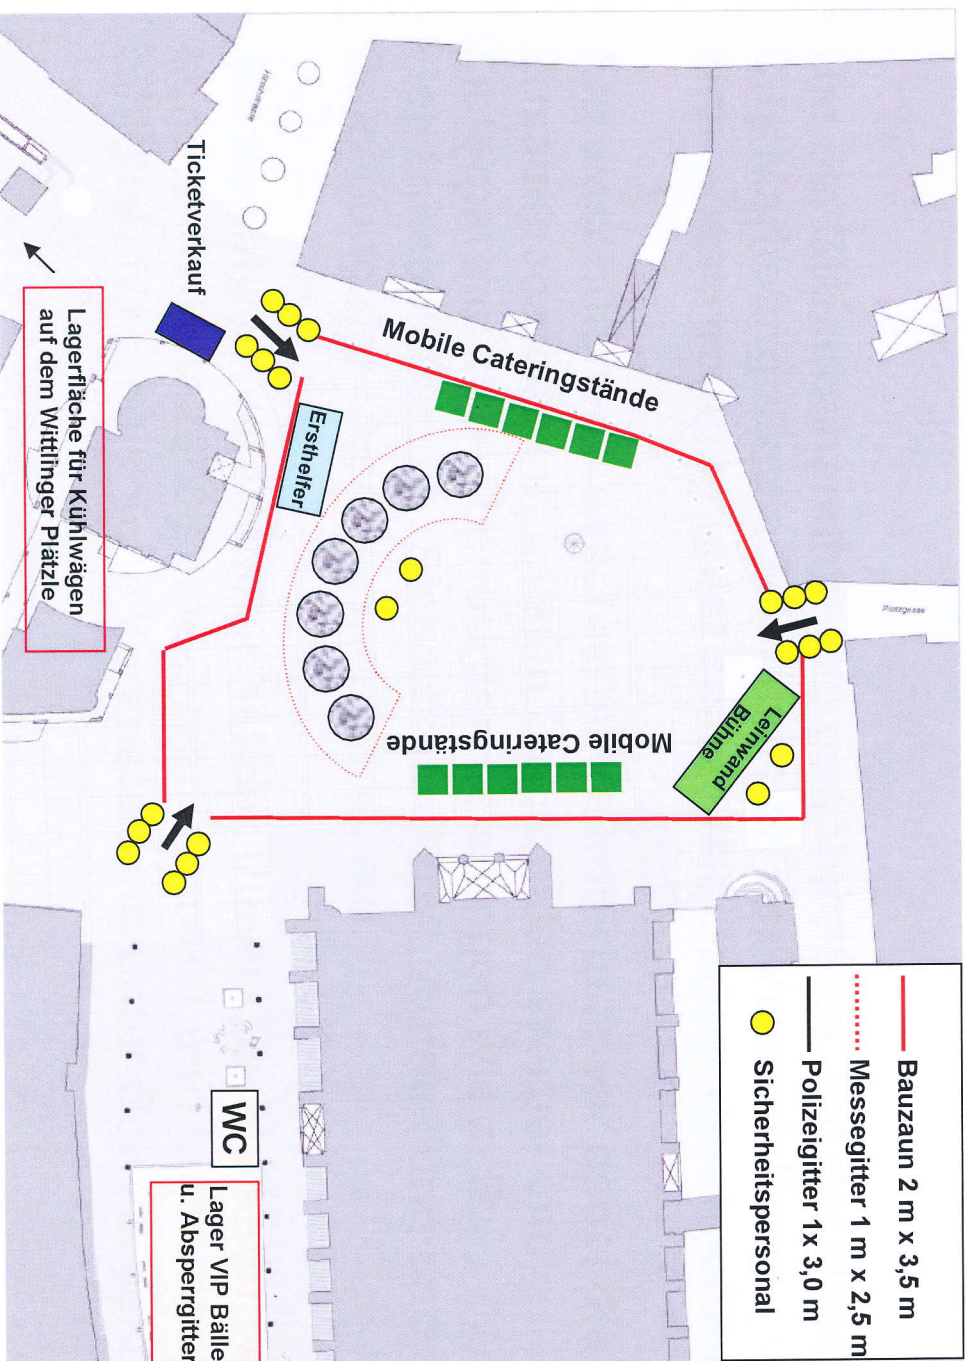 Bauzaun 2 m x 3,5 m
Messegitter 1 m x 2,5 m
Polizeigitter 1x 3,0 m
Sicherheitspersonal
Platzgasse
Leinwand
Bühne
Mobile Cateringstände
Mobile Cateringstände
Ersthelfer
Ticketverkauf
Lagerfläche für Kühlwägen
auf dem Wittlinger Plätzle
WC
Lager VIP Bälle
u. Absperrgitter